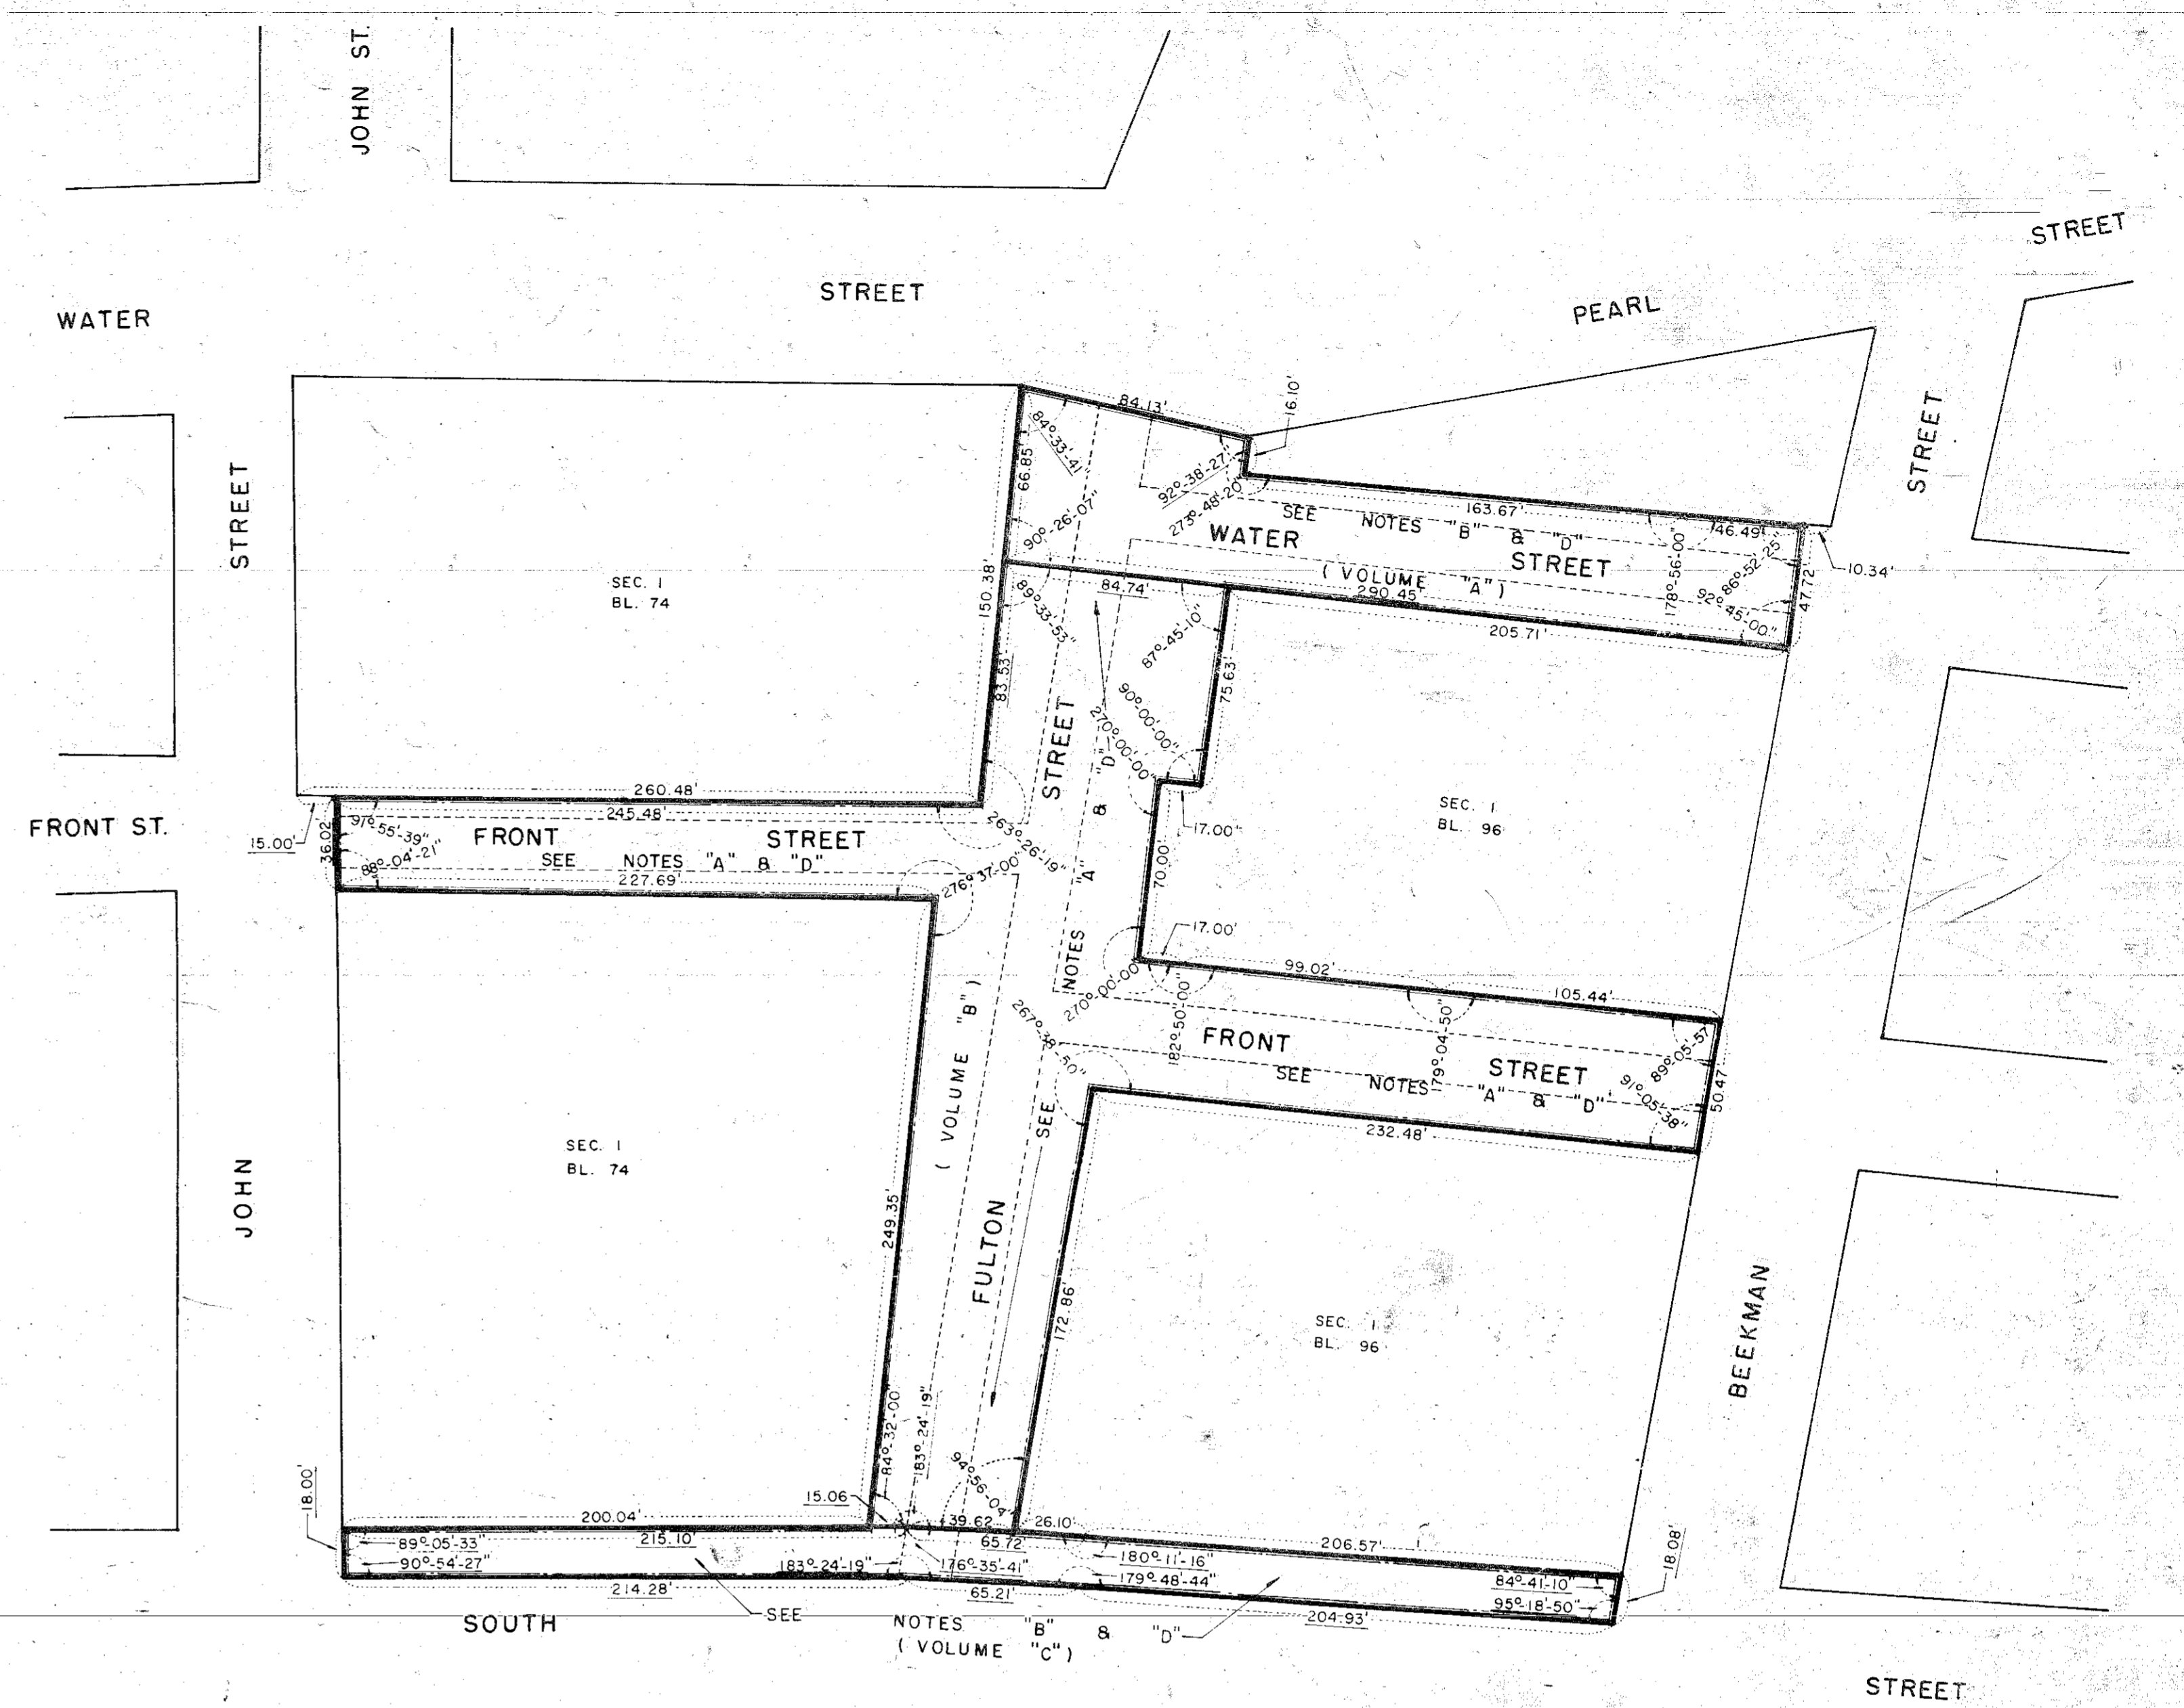 JOHN ST.
STREET
STREET
PEARL
WATER
84.13'
16.10'
STREET
84°-33'-41"
66.85'
92°-38'-27"
273°-48'-20"
90°-26'-07"
SEE NOTES "B" & "D"
163.67'
46.49'
WATER STREET
178°-56'-00"
86°-52'-25"
92°-45'-00"
47.72'
10.34'
( VOLUME "A" )
290.45'
STREET
SEC. 1
BL. 74
150.38'
84.74'
89°-33'-53"
205.71'
87°-45'-10"
83.53'
75.63'
90°-00'-00"
270°-00'-00"
STREET
260.48'
245.48'
FRONT ST.
15.00'
36.02'
91°-55'-39"
88°-04'-21"
FRONT STREET
SEE NOTES "A" & "D"
227.69'
263°-26'-19"
276°-37'-00"
17.00'
70.00'
SEC. 1
BL. 96
NOTES "A" & "D"
17.00'
99.02'
105.44'
270°-00'-00"
182°-50'-00"
267°-38'-50"
179°-04'-50"
89°-05'-57"
91°-05'-38"
50.47'
FRONT STREET
SEE NOTES "A" & "D"
232.48'
( VOLUME "B" )
SEE
JOHN
SEC. 1
BL. 74
249.35'
FULTON
172.86'
SEC. 1
BL. 96
BEEKMAN
84°-32'-00"
183°-24'-19"
94°-56'-04"
18.00'
15.06
200.04'
39.62
26.10'
206.57'
18.08'
89°-05'-33"
215.10'
65.72'
90°-54'-27"
183°-24'-19"
176°-35'-41"
180°-11'-16"
179°-48'-44"
84°-41'-10"
95°-18'-50"
214.28'
65.21'
204.93'
SOUTH
SEE NOTES "B" & "D"
( VOLUME "C" )
STREET